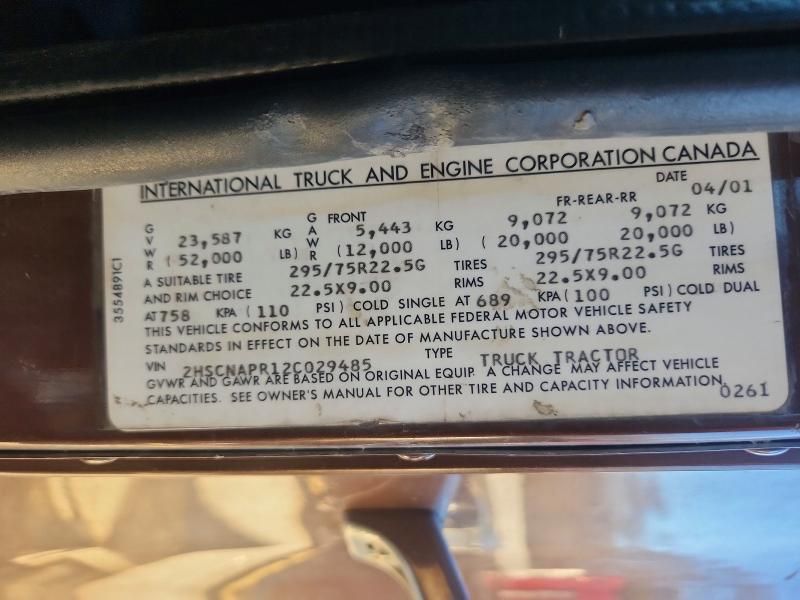 INTERNATIONAL TRUCK AND ENGINE CORPORATION CANADA
DATE 04/01
GVWR 23,587 KG (52,000 LB)
GAWR FRONT 5,443 KG (12,000 LB)
FR-REAR-RR 9,072 9,072 KG
(20,000 20,000 LB)
A SUITABLE TIRE 295/75R22.5G TIRES 295/75R22.5G TIRES
AND RIM CHOICE 22.5X9.00 RIMS 22.5X9.00 RIMS
AT 758 KPA (110 PSI) COLD SINGLE AT 689 KPA (100 PSI) COLD DUAL
THIS VEHICLE CONFORMS TO ALL APPLICABLE FEDERAL MOTOR VEHICLE SAFETY
STANDARDS IN EFFECT ON THE DATE OF MANUFACTURE SHOWN ABOVE.
VIN 2HSCNAPR12C029485 TYPE TRUCK TRACTOR
GVWR AND GAWR ARE BASED ON ORIGINAL EQUIP. A CHANGE MAY AFFECT VEHICLE
CAPACITIES. SEE OWNER'S MANUAL FOR OTHER TIRE AND CAPACITY INFORMATION.
0261
3554891C1